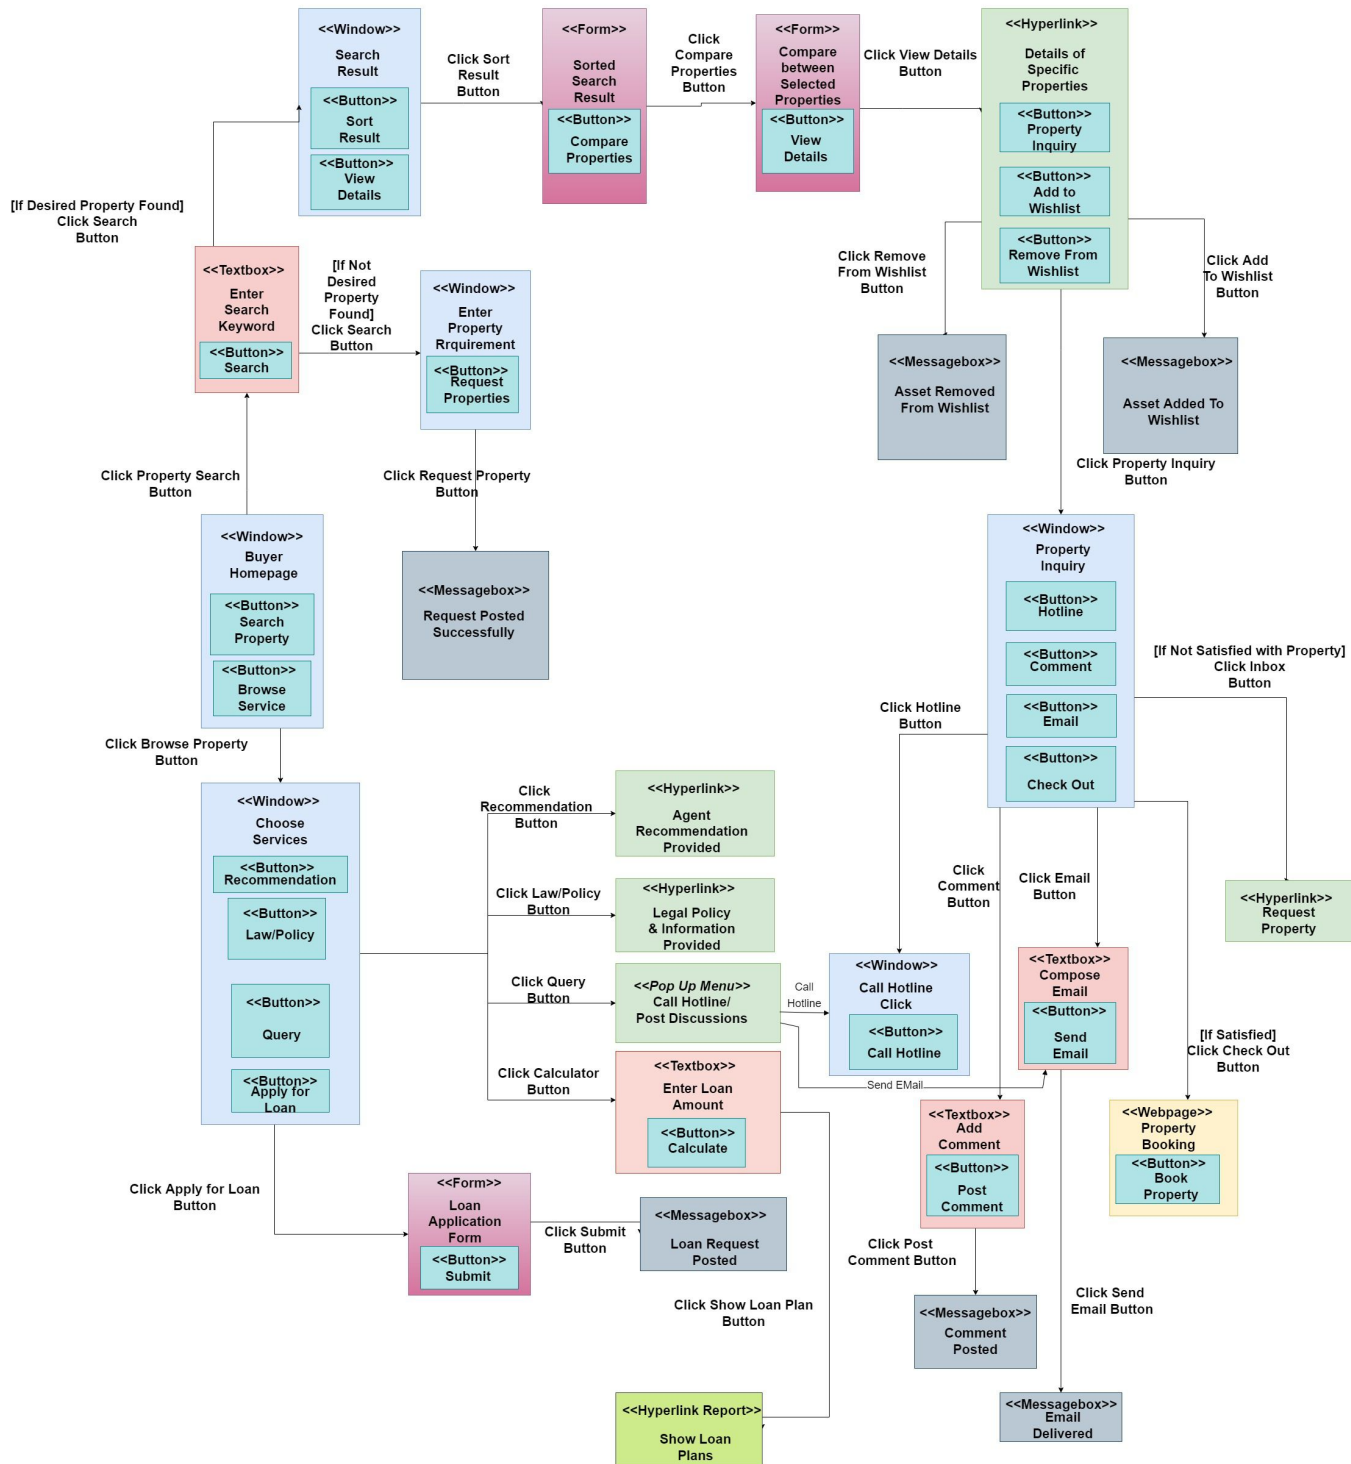 <<Window>>
Search
Result
<<Button>>
Sort
Result
<<Button>>
View
Details
Click Sort
Result
Button
<<Form>>
Sorted
Search
Result
<<Button>>
Compare
Properties
Click
Compare
Properties
Button
<<Form>>
Compare
between
Selected
Properties
<<Button>>
View
Details
Click View Details
Button
<<Hyperlink>>
Details of
Specific
Properties
<<Button>>
Property
Inquiry
<<Button>>
Add to
Wishlist
<<Button>>
Remove From
Wishlist
[If Desired Property Found]
Click Search
Button
<<Textbox>>
Enter
Search
Keyword
<<Button>>
Search
[If Not
Desired
Property
Found]
Click Search
Button
<<Window>>
Enter
Property
Rrquirement
<<Button>>
Request
Properties
Click Remove
From Wishlist
Button
Click Add
To Wishlist
Button
<<Messagebox>>
Asset Removed
From Wishlist
<<Messagebox>>
Asset Added To
Wishlist
Click Property Search
Button
Click Request Property
Button
Click Property Inquiry
Button
<<Window>>
Buyer
Homepage
<<Button>>
Search
Property
<<Button>>
Browse
Service
<<Messagebox>>
Request Posted
Successfully
<<Window>>
Property
Inquiry
<<Button>>
Hotline
<<Button>>
Comment
<<Button>>
Email
<<Button>>
Check Out
[If Not Satisfied with Property]
Click Inbox
Button
Click Hotline
Button
Click Browse Property
Button
<<Window>>
Choose
Services
<<Button>>
Recommendation
<<Button>>
Law/Policy
<<Button>>
Query
<<Button>>
Apply for
Loan
Click
Recommendation
Button
<<Hyperlink>>
Agent
Recommendation
Provided
Click Law/Policy
Button
<<Hyperlink>>
Legal Policy
& Information
Provided
Click Query
Button
<<Pop Up Menu>>
Call Hotline/
Post Discussions
Call
Hotline
<<Window>>
Call Hotline
Click
<<Button>>
Call Hotline
Click
Comment
Button
Click Email
Button
<<Hyperlink>>
Request
Property
<<Textbox>>
Compose
Email
<<Button>>
Send
Email
[If Satisfied]
Click Check Out
Button
Click Calculator
Button
<<Textbox>>
Enter Loan
Amount
<<Button>>
Calculate
Send EMail
<<Textbox>>
Add
Comment
<<Button>>
Post
Comment
<<Webpage>>
Property
Booking
<<Button>>
Book
Property
Click Apply for Loan
Button
<<Form>>
Loan
Application
Form
<<Button>>
Submit
Click Submit
Button
<<Messagebox>>
Loan Request
Posted
Click Post
Comment Button
Click Show Loan Plan
Button
<<Messagebox>>
Comment
Posted
Click Send
Email Button
<<Hyperlink Report>>
Show Loan
Plans
<<Messagebox>>
Email
Delivered